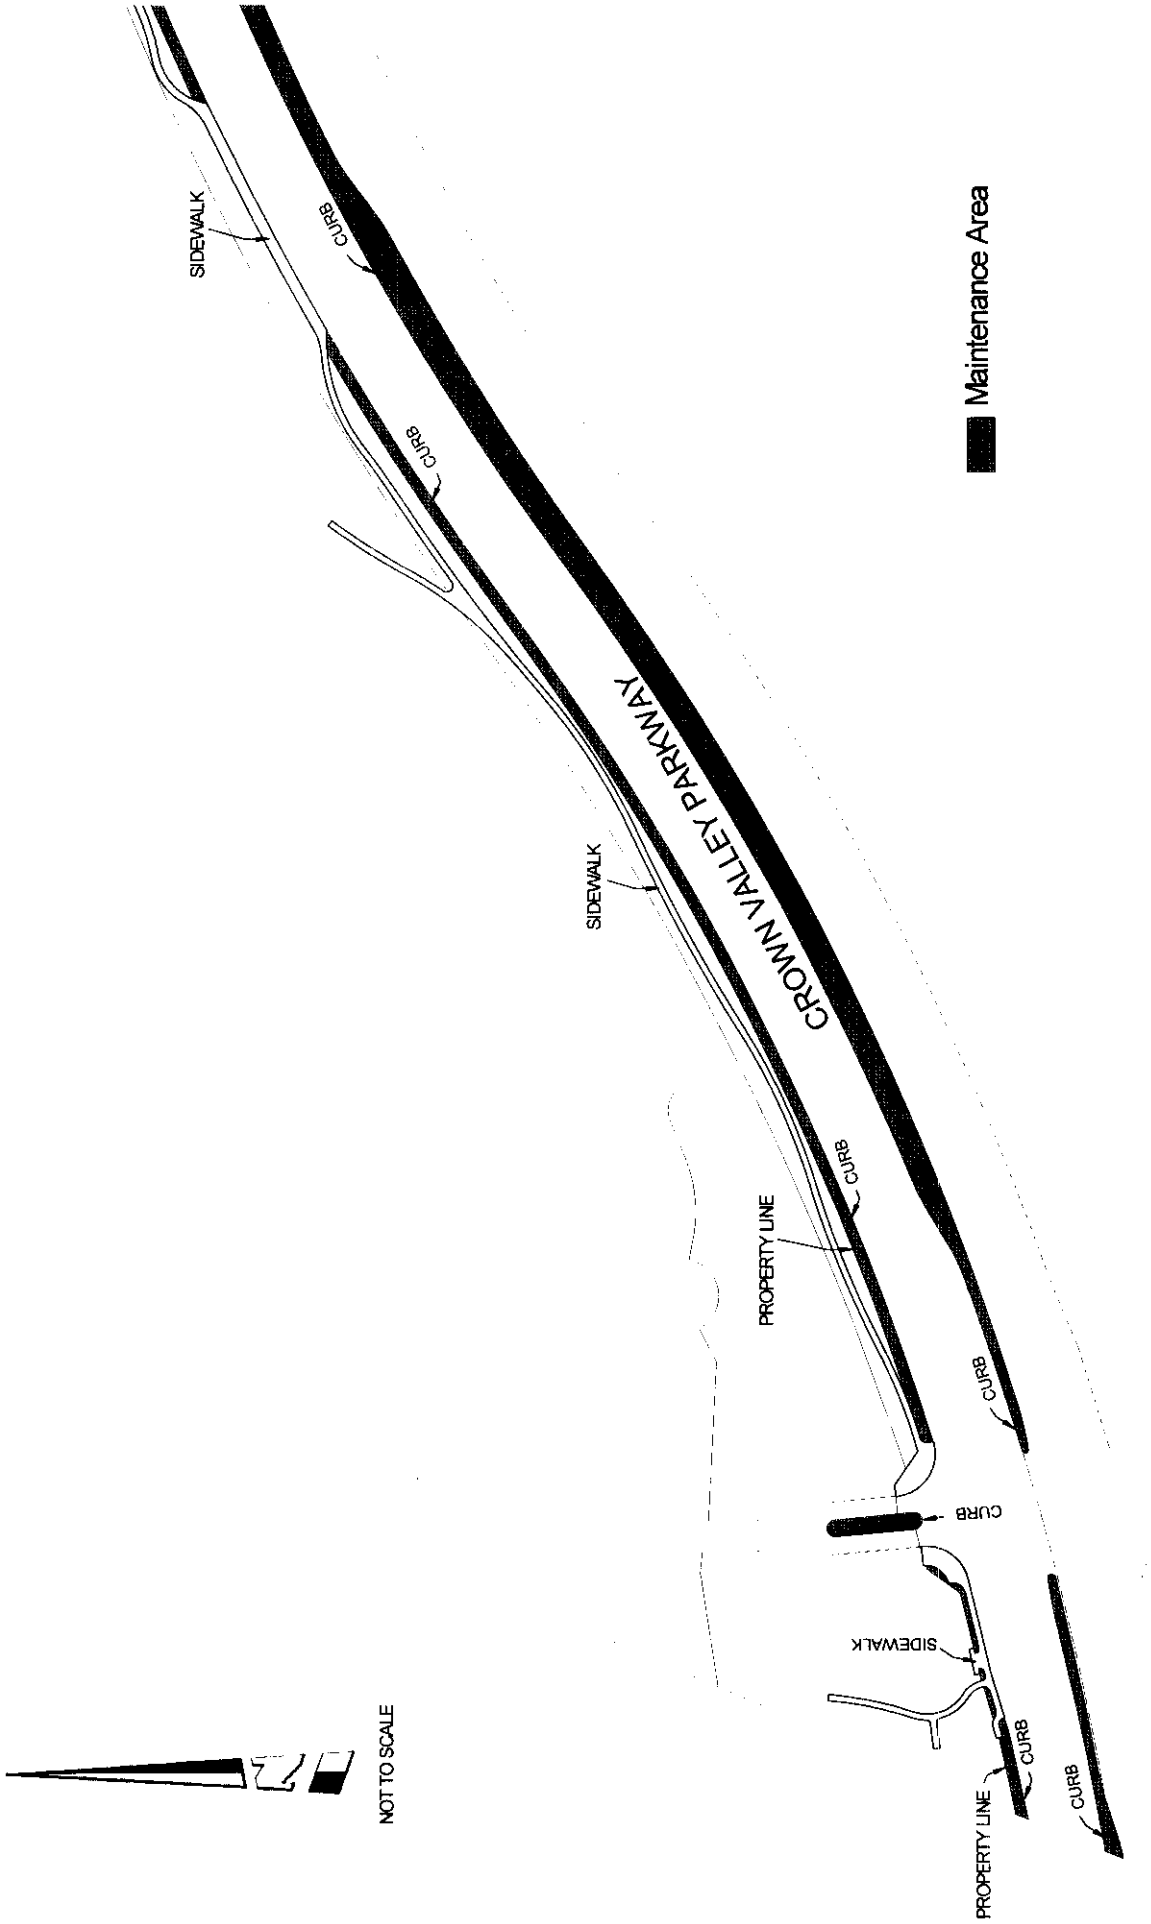 SIDEWALK
CURB
CURB
Maintenance Area
CROWN VALLEY PARKWAY
SIDEWALK
PROPERTY LINE
CURB
CURB
CURB
SIDEWALK
NOT TO SCALE
PROPERTY LINE
CURB
CURB